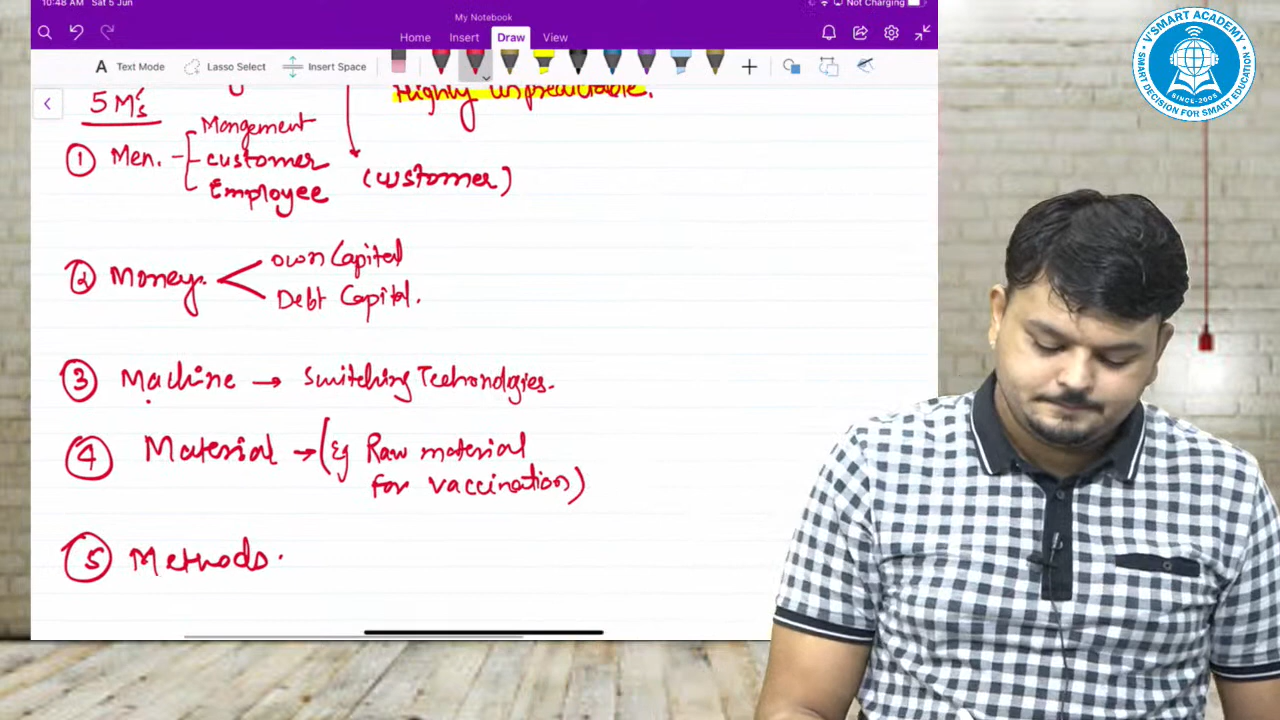 10:48 AM Sat 5 Jun
Not Charging
My Notebook
Home Insert Draw View
A Text Mode Lasso Select Insert Space
V'SMART ACADEMY
SINCE-2005
SMART DECISION FOR SMART EDUCATION
Highly unpredictable.
5 M's
Mangement
① Men. customer
Employee
(customer)
② Money. own Capital
Debt Capital.
③ Machine → Switching Technologies.
④ Material → (Eg Raw material
for vaccination)
⑤ Methods.